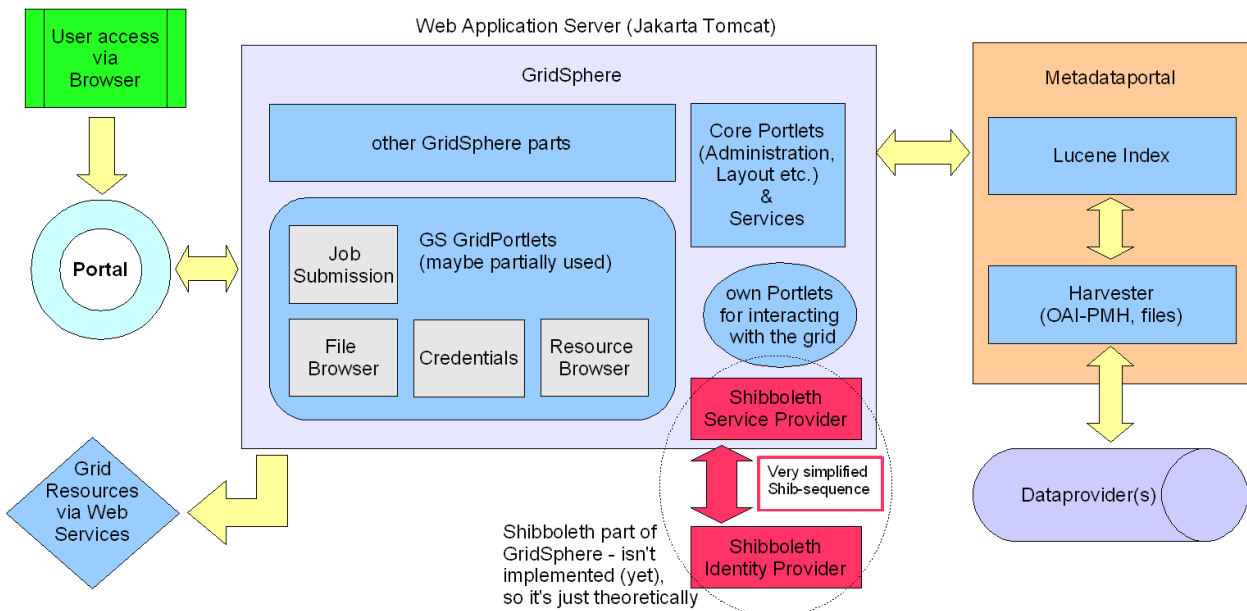 Web Application Server (Jakarta Tomcat)
User access
via
Browser
GridSphere
Metadataportal
other GridSphere parts
Core Portlets
(Administration,
Layout etc.)
&
Services
Lucene Index
Portal
GS GridPortlets
(maybe partially used)
Job
Submission
File
Browser
Credentials
Resource
Browser
own Portlets
for interacting
with the grid
Harvester
(OAI-PMH, files)
Shibboleth
Service Provider
Very simplified
Shib-sequence
Grid
Resources
via Web
Services
Dataprovider(s)
Shibboleth part of
GridSphere - isn't
implemented (yet),
so it's just theoretically
Shibboleth
Identity Provider